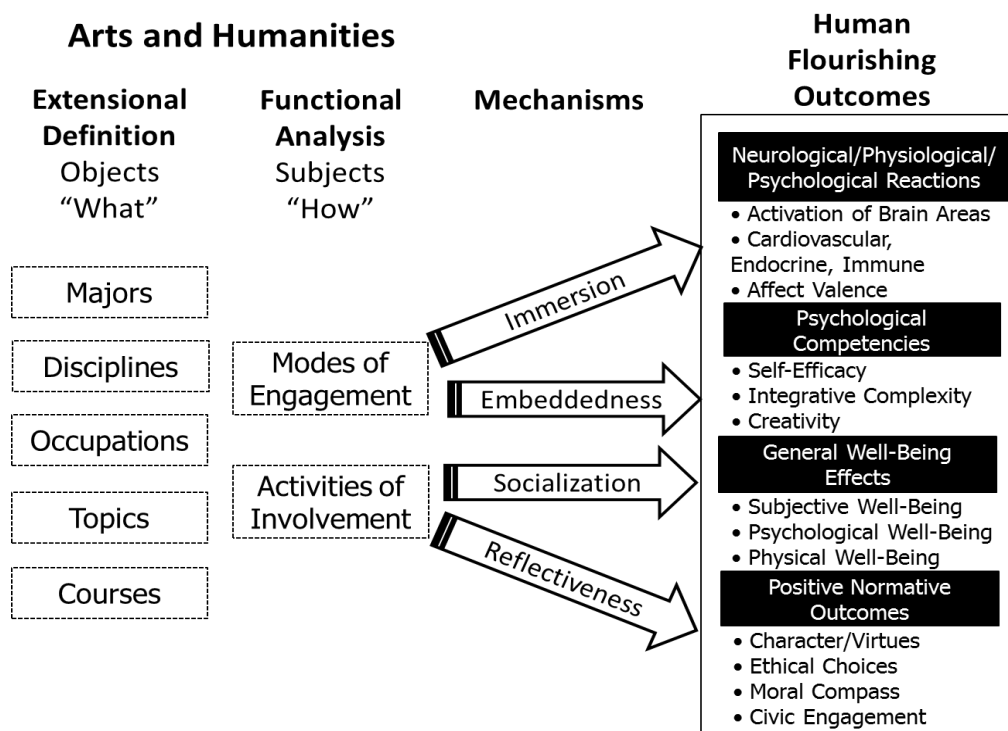 Arts and Humanities
Extensional
Definition
Objects
“What”
Majors
Disciplines
Occupations
Topics
Courses
Functional
Analysis
Subjects
“How”
Modes of
Engagement
Activities of
Involvement
Mechanisms
Immersion
Embeddedness
Socialization
Reflectiveness
Human
Flourishing
Outcomes
Neurological/Physiological/
Psychological Reactions
• Activation of Brain Areas
• Cardiovascular,
Endocrine, Immune
• Affect Valence
Psychological
Competencies
• Self-Efficacy
• Integrative Complexity
• Creativity
General Well-Being
Effects
• Subjective Well-Being
• Psychological Well-Being
• Physical Well-Being
Positive Normative
Outcomes
• Character/Virtues
• Ethical Choices
• Moral Compass
• Civic Engagement